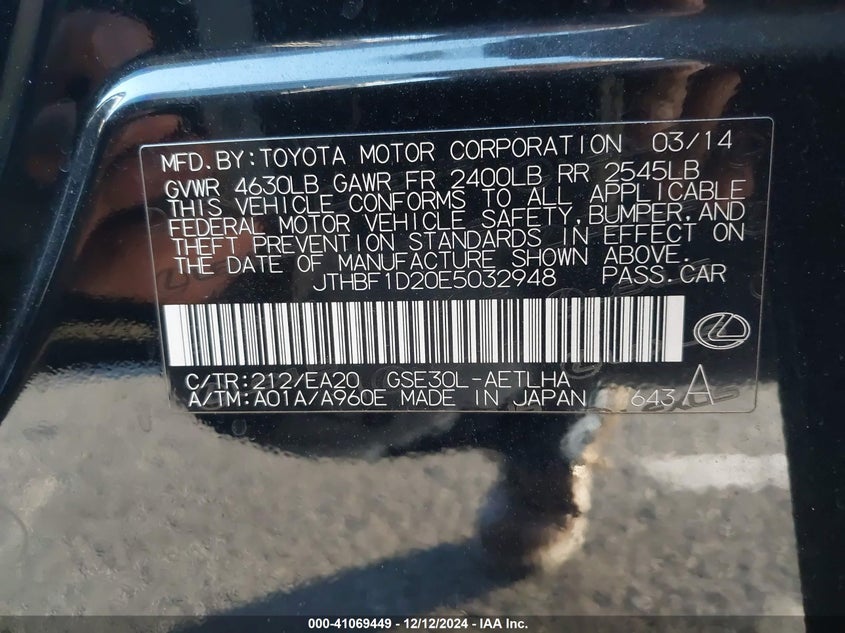 MFD.BY:TOYOTA MOTOR CORPORATION 03/14
GVWR 4630LB GAWR FR 2400LB RR 2545LB
THIS VEHICLE CONFORMS TO ALL APPLICABLE
FEDERAL MOTOR VEHICLE SAFETY,BUMPER,AND
THEFT PREVENTION STANDARDS IN EFFECT ON
THE DATE OF MANUFACTURE SHOWN ABOVE.
JTHBF1D20E5032948 PASS.CAR
C/TR:212/EA20 GSE30L-AETLHA
A/TM:A01A/A960E MADE IN JAPAN 643 A
000-41069449 - 12/12/2024 - IAA Inc.